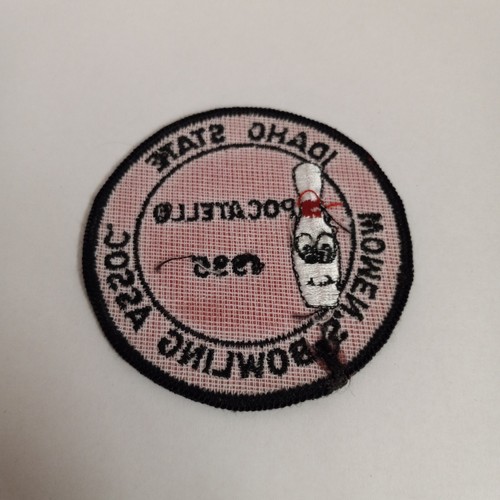 IDAHO STATE
WOMEN'S BOWLING ASSOC.
POCATELLO